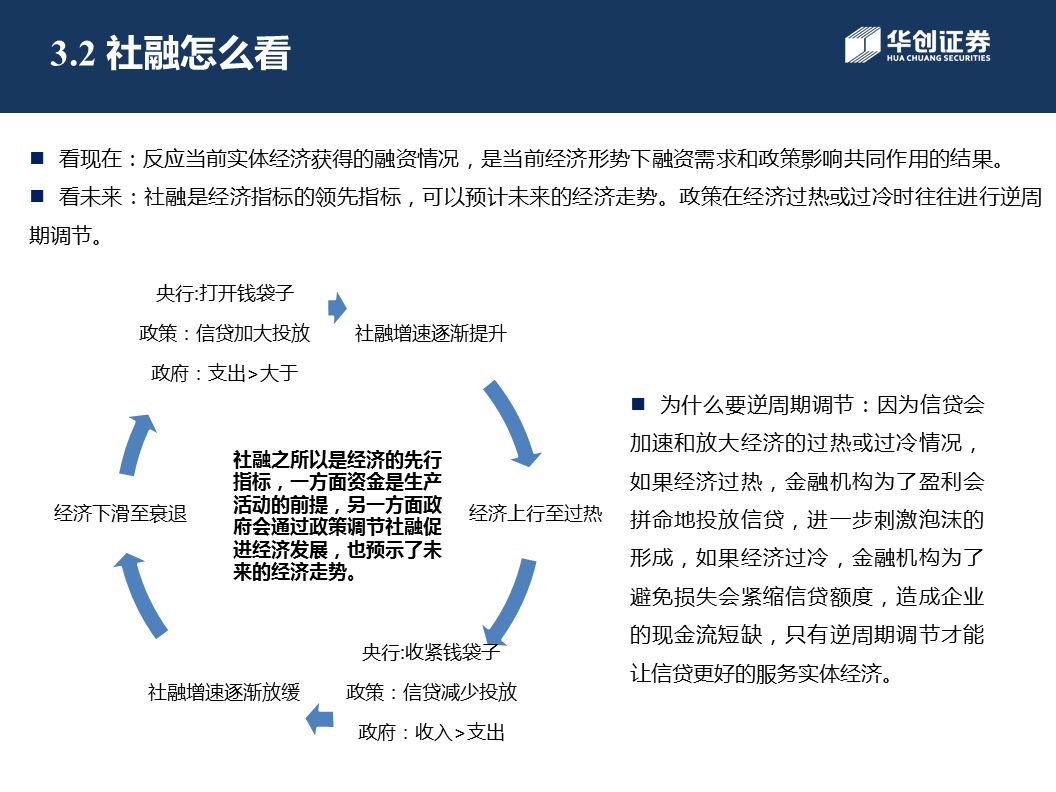 3.2 社融怎么看
华创证券
HUA CHUANG SECURITIES
看现在：反应当前实体经济获得的融资情况，是当前经济形势下融资需求和政策影响共同作用的结果。
看未来：社融是经济指标的领先指标，可以预计未来的经济走势。政策在经济过热或过冷时往往进行逆周
期调节。
央行:打开钱袋子
政策：信贷加大投放
政府：支出>大于
社融增速逐渐提升
经济上行至过热
央行:收紧钱袋子
政策：信贷减少投放
政府：收入>支出
社融增速逐渐放缓
经济下滑至衰退
社融之所以是经济的先行
指标，一方面资金是生产
活动的前提，另一方面政
府会通过政策调节社融促
进经济发展，也预示了未
来的经济走势。
为什么要逆周期调节：因为信贷会
加速和放大经济的过热或过冷情况，
如果经济过热，金融机构为了盈利会
拼命地投放信贷，进一步刺激泡沫的
形成，如果经济过冷，金融机构为了
避免损失会紧缩信贷额度，造成企业
的现金流短缺，只有逆周期调节才能
让信贷更好的服务实体经济。